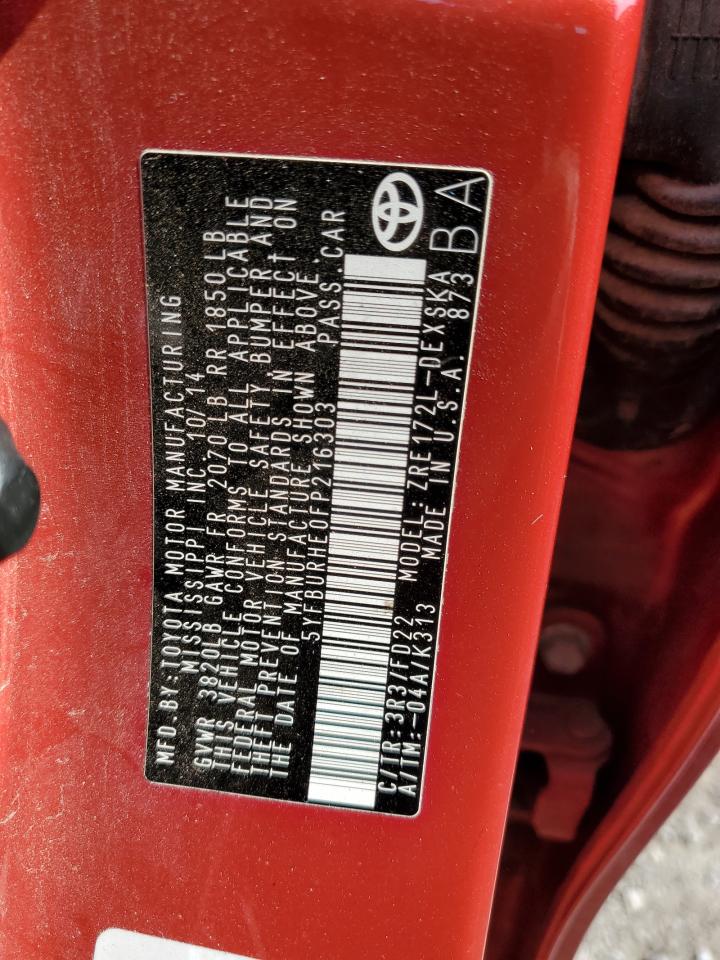 MFD.BY:TOYOTA MOTOR MANUFACTURING
MISSISSIPPI INC 10/14
GVWR 3820LB GAWR FR 2070 LB RR 1850 LB
THIS VEHICLE CONFORMS TO ALL APPLICABLE
FEDERAL MOTOR VEHICLE SAFETY BUMPER, AND
THEFT PREVENTION STANDARDS IN EFFECT ON
THE DATE OF MANUFACTURE SHOWN ABOVE.
5YFBURHE0FP216303 PASS.CAR
C/TR:3R3/FD22 MODEL:ZRE172L-DEXSKA
A/TM:-04A/K313 MADE IN U.S.A. 873
BA